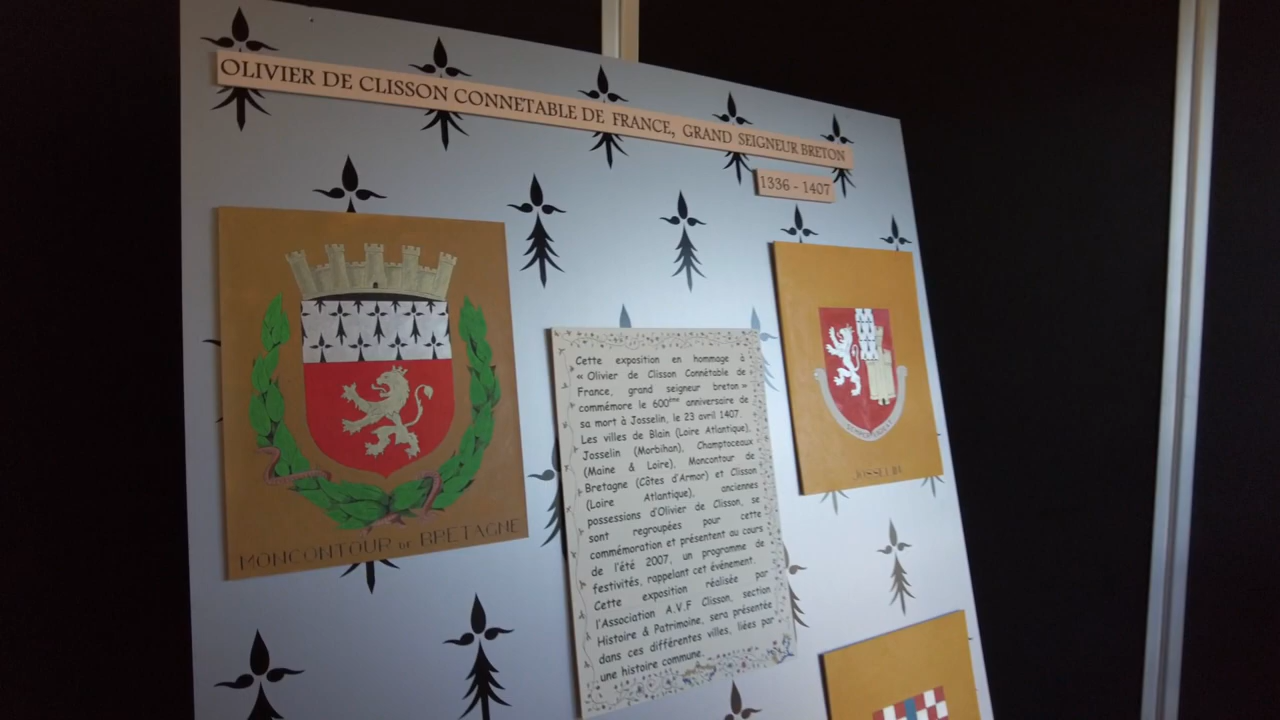 OLIVIER DE CLISSON CONNETABLE DE FRANCE, GRAND SEIGNEUR BRETON
1336 - 1407
MONCONTOUR DE BRETAGNE
Cette exposition en hommage à
« Olivier de Clisson Connétable de
France, grand seigneur breton »
commémore le 600ème anniversaire de
sa mort à Josselin, le 23 avril 1407.
Les villes de Blain (Loire Atlantique),
Josselin (Morbihan), Champtoceaux
(Maine & Loire), Moncontour de
Bretagne (Côtes d'Armor) et Clisson
(Loire Atlantique), anciennes
possessions d'Olivier de Clisson, se
sont regroupées pour cette
commémoration et présentent au cours
de l'été 2007, un programme de
festivités, rappelant cet événement.
Cette exposition réalisée par
l'Association A.V.F Clisson, section
Histoire & Patrimoine, sera présentée
dans ces différentes villes, liées par
une histoire commune.
JOSSELIN